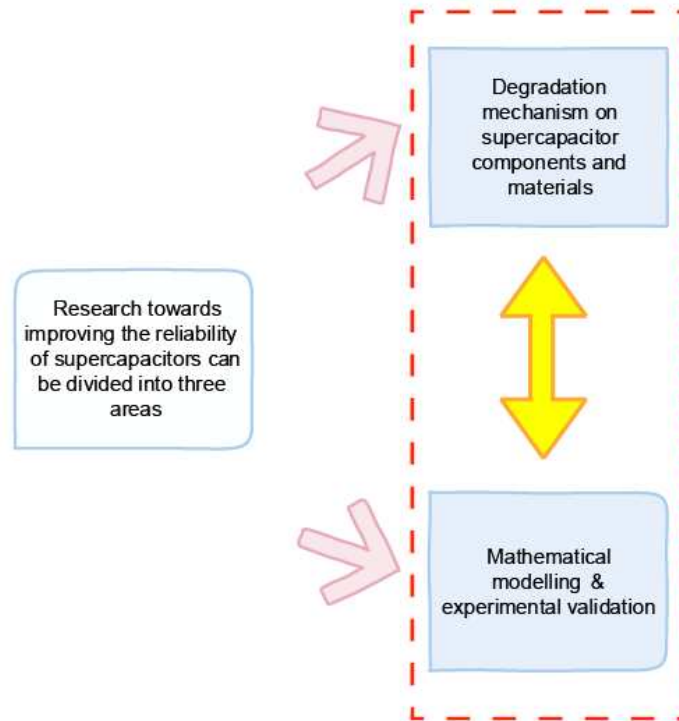 Degradation
mechanism on
supercapacitor
components and
materials
Research towards
improving the reliability
of supercapacitors can
be divided into three
areas
Mathematical
modelling & 
experimental validation